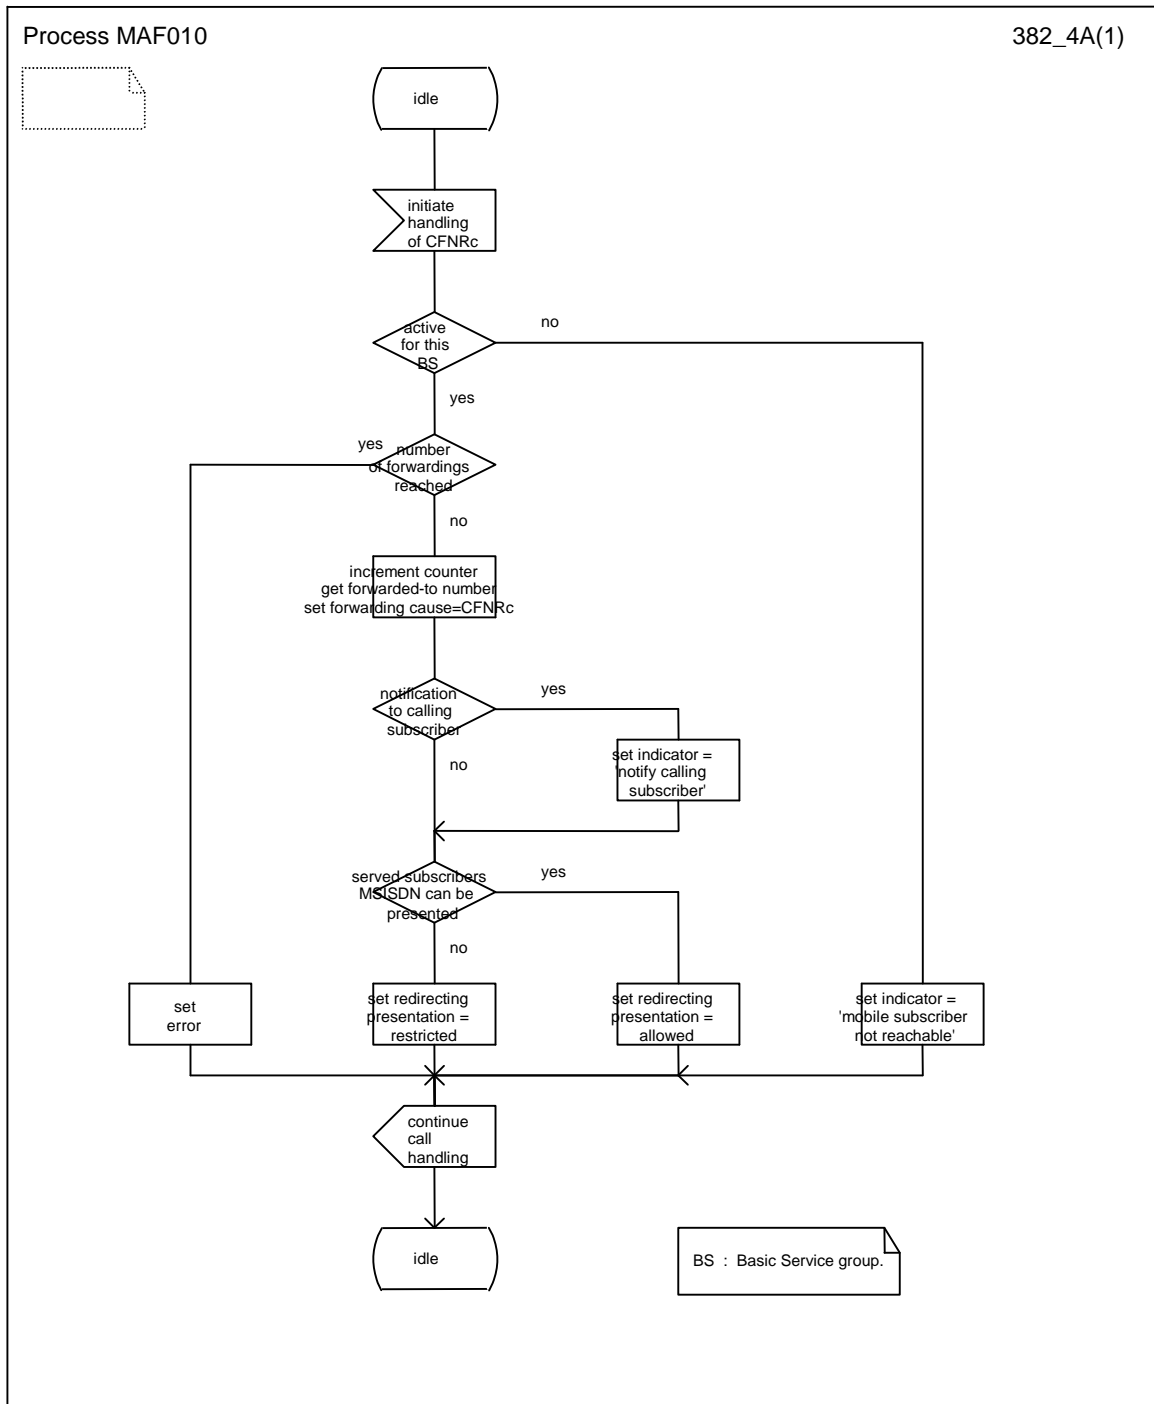 Process MAF010
382_4A(1)
idle
initiate
handling
of CFNRc
active
for this
BS
no
yes
yes
number
of forwardings
reached
no
increment counter
get forwarded-to number
set forwarding cause=CFNRc
notification
to calling
subscriber
yes
no
set indicator =
'notify calling
subscriber'
served subscribers
MSISDN can be
presented
yes
no
set
error
set redirecting
presentation =
restricted
set redirecting
presentation =
allowed
set indicator =
'mobile subscriber
not reachable'
continue
call
handling
idle
BS : Basic Service group.